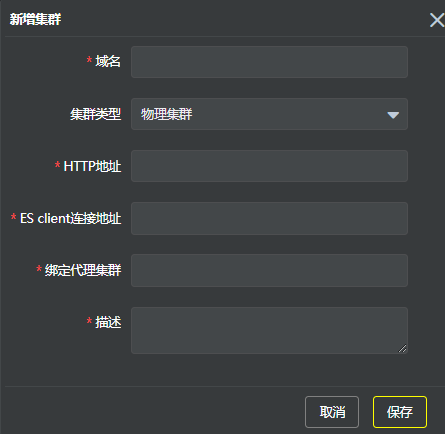 新增集群
* 域名
集群类型 物理集群
* HTTP地址
* ES client连接地址
* 绑定代理集群
* 描述
取消 保存